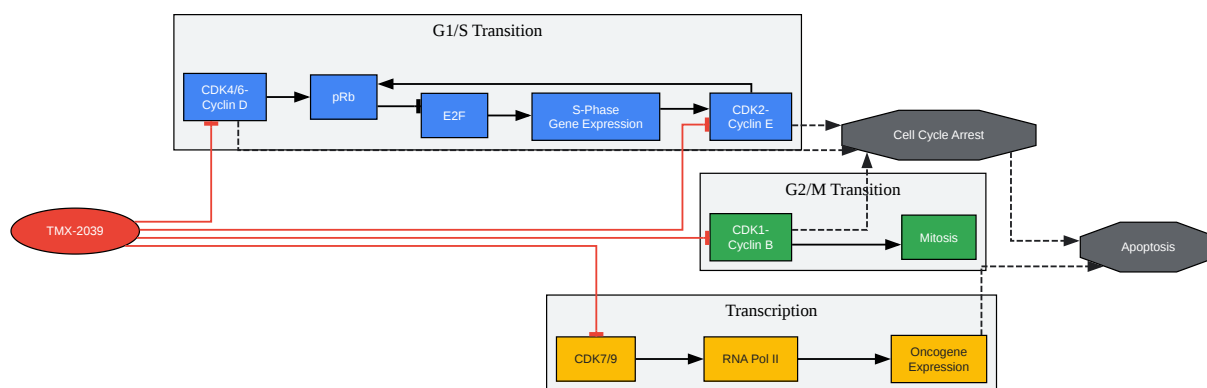 G1/S Transition
CDK4/6-
Cyclin D
pRb
E2F
S-Phase
Gene Expression
CDK2-
Cyclin E
Cell Cycle Arrest
G2/M Transition
TMX-2039
CDK1-
Cyclin B
Mitosis
Apoptosis
Transcription
CDK7/9
RNA Pol II
Oncogene
Expression